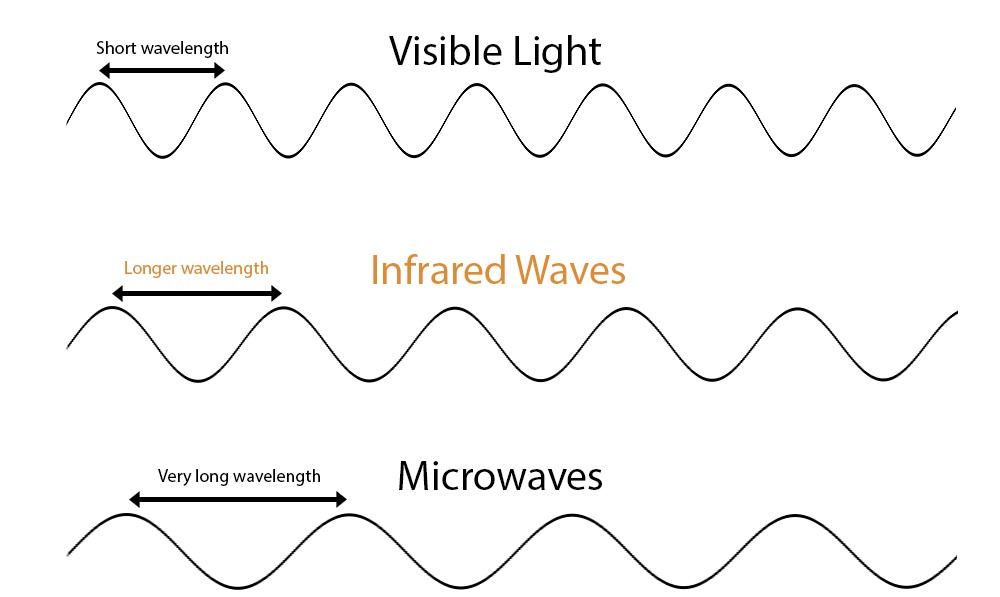 Visible Light
Short wavelength
Infrared Waves
Longer wavelength
Microwaves
Very long wavelength